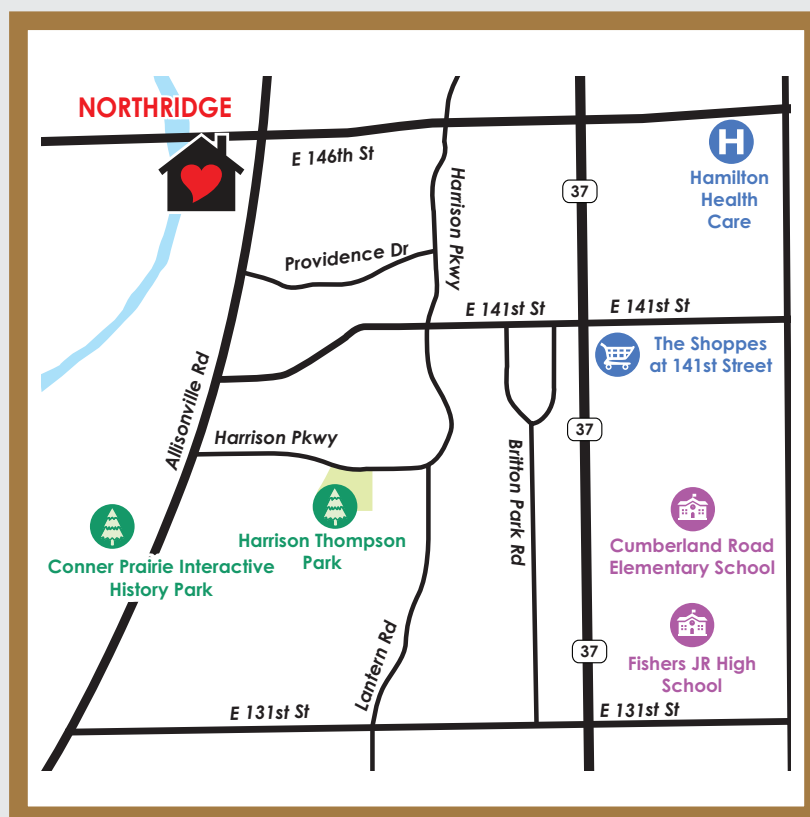 NORTHRIDGE
E 146th St
H
Hamilton
Health
Care
37
Harrison Pkwy
Providence Dr
E 141st St
E 141st St
The Shoppes
at 141st Street
Allisonville Rd
Harrison Pkwy
37
Britton Park Rd
Harrison Thompson
Park
Conner Prairie Interactive
History Park
Cumberland Road
Elementary School
Lantern Rd
37
Fishers JR High
School
E 131st St
E 131st St